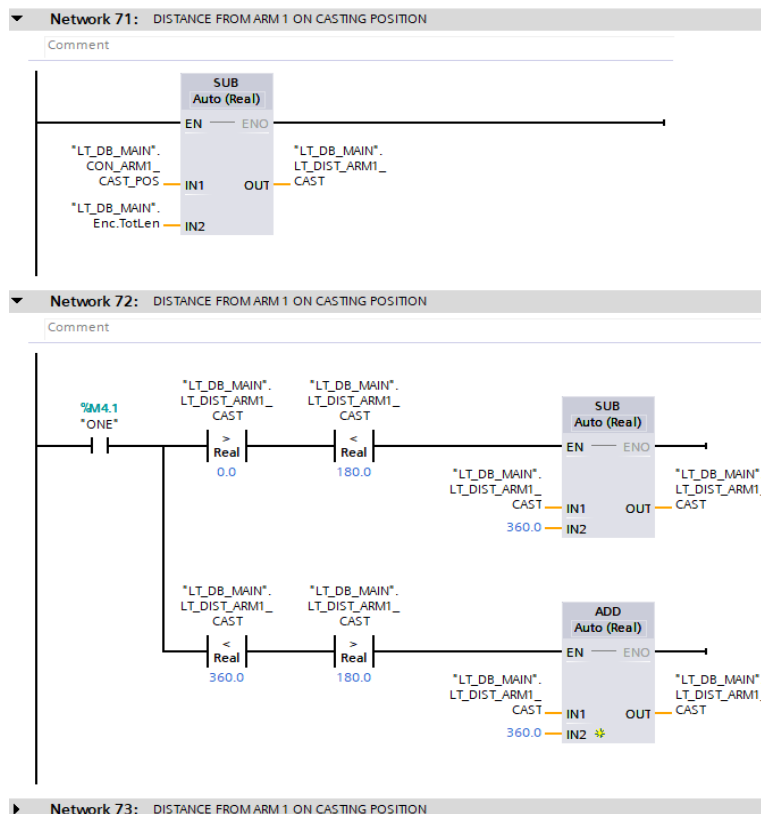 Network 71: DISTANCE FROM ARM 1 ON CASTING POSITION
Comment
SUB
Auto (Real)
EN ENO
"LT_DB_MAIN".
CON_ARM1_
CAST_POS
IN1
OUT
"LT_DB_MAIN".
LT_DIST_ARM1_
CAST
"LT_DB_MAIN".
Enc.TotLen
IN2
Network 72: DISTANCE FROM ARM 1 ON CASTING POSITION
Comment
%M4.1
"ONE"
"LT_DB_MAIN".
LT_DIST_ARM1_
CAST
>
Real
0.0
"LT_DB_MAIN".
LT_DIST_ARM1_
CAST
<
Real
180.0
SUB
Auto (Real)
EN ENO
"LT_DB_MAIN".
LT_DIST_ARM1_
CAST
IN1
OUT
"LT_DB_MAIN"
LT_DIST_ARM1
CAST
360.0
IN2
"LT_DB_MAIN".
LT_DIST_ARM1_
CAST
<
Real
360.0
"LT_DB_MAIN".
LT_DIST_ARM1_
CAST
>
Real
180.0
ADD
Auto (Real)
EN ENO
"LT_DB_MAIN".
LT_DIST_ARM1_
CAST
IN1
OUT
"LT_DB_MAIN"
LT_DIST_ARM1
CAST
360.0
IN2
Network 73: DISTANCE FROM ARM 1 ON CASTING POSITION